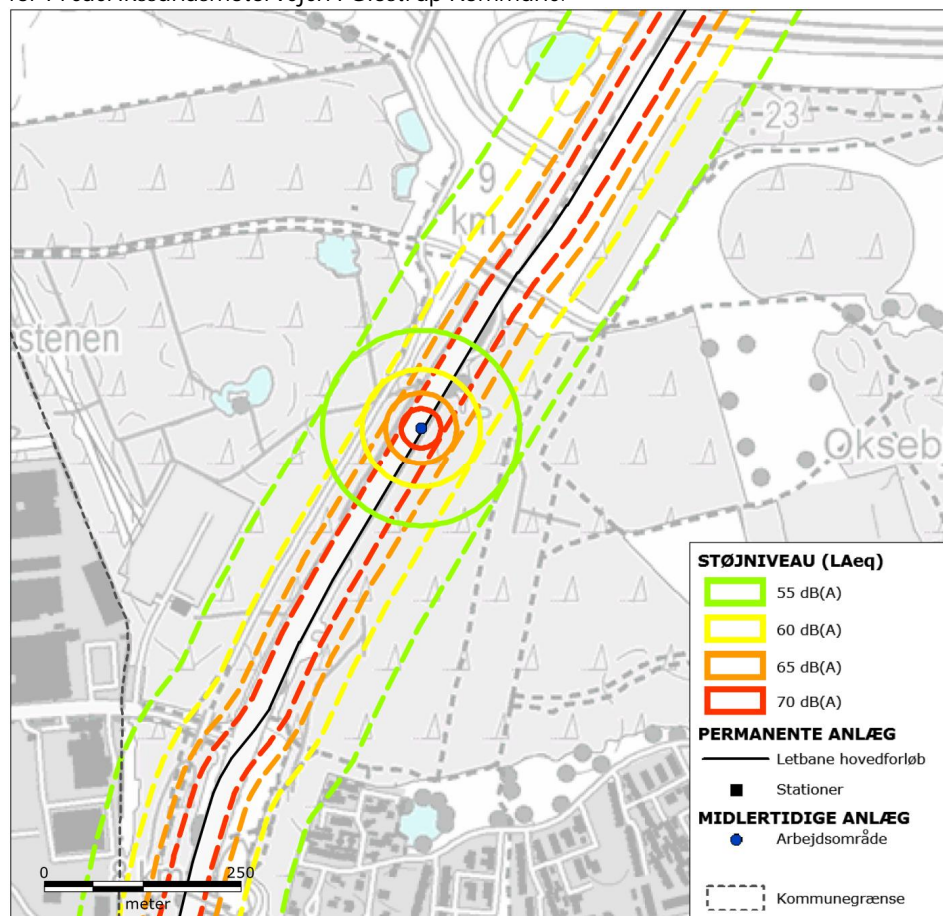 23
9
km
stenen
Okseb
STØJNIVEAU (LAeq)
55 dB(A)
60 dB(A)
65 dB(A)
70 dB(A)
PERMANENTE ANLÆG
Letbane hovedforløb
Stationer
MIDLERTIDIGE ANLÆG
Arbejdsområde
Kommunegrænse
0 250
meter